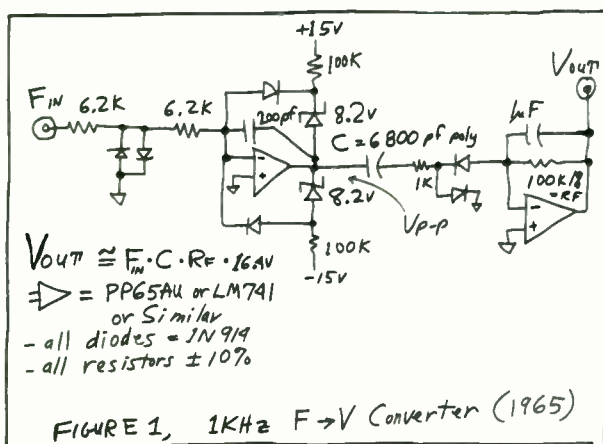 +15v
100K
VOUT
FIN
6.2K
6.2K
200pf
8.2v
C = 6800 pf poly
1K
μF
100K/8
=RF
8.2v
Vp-p
100K
-15v
VOUT ≅ FIN·C·RF·16.4V
= PP65AU or LM741
or Similar
- all diodes = 1N914
- all resistors ±10%
FIGURE 1, 1KHz F→V Converter (1965)